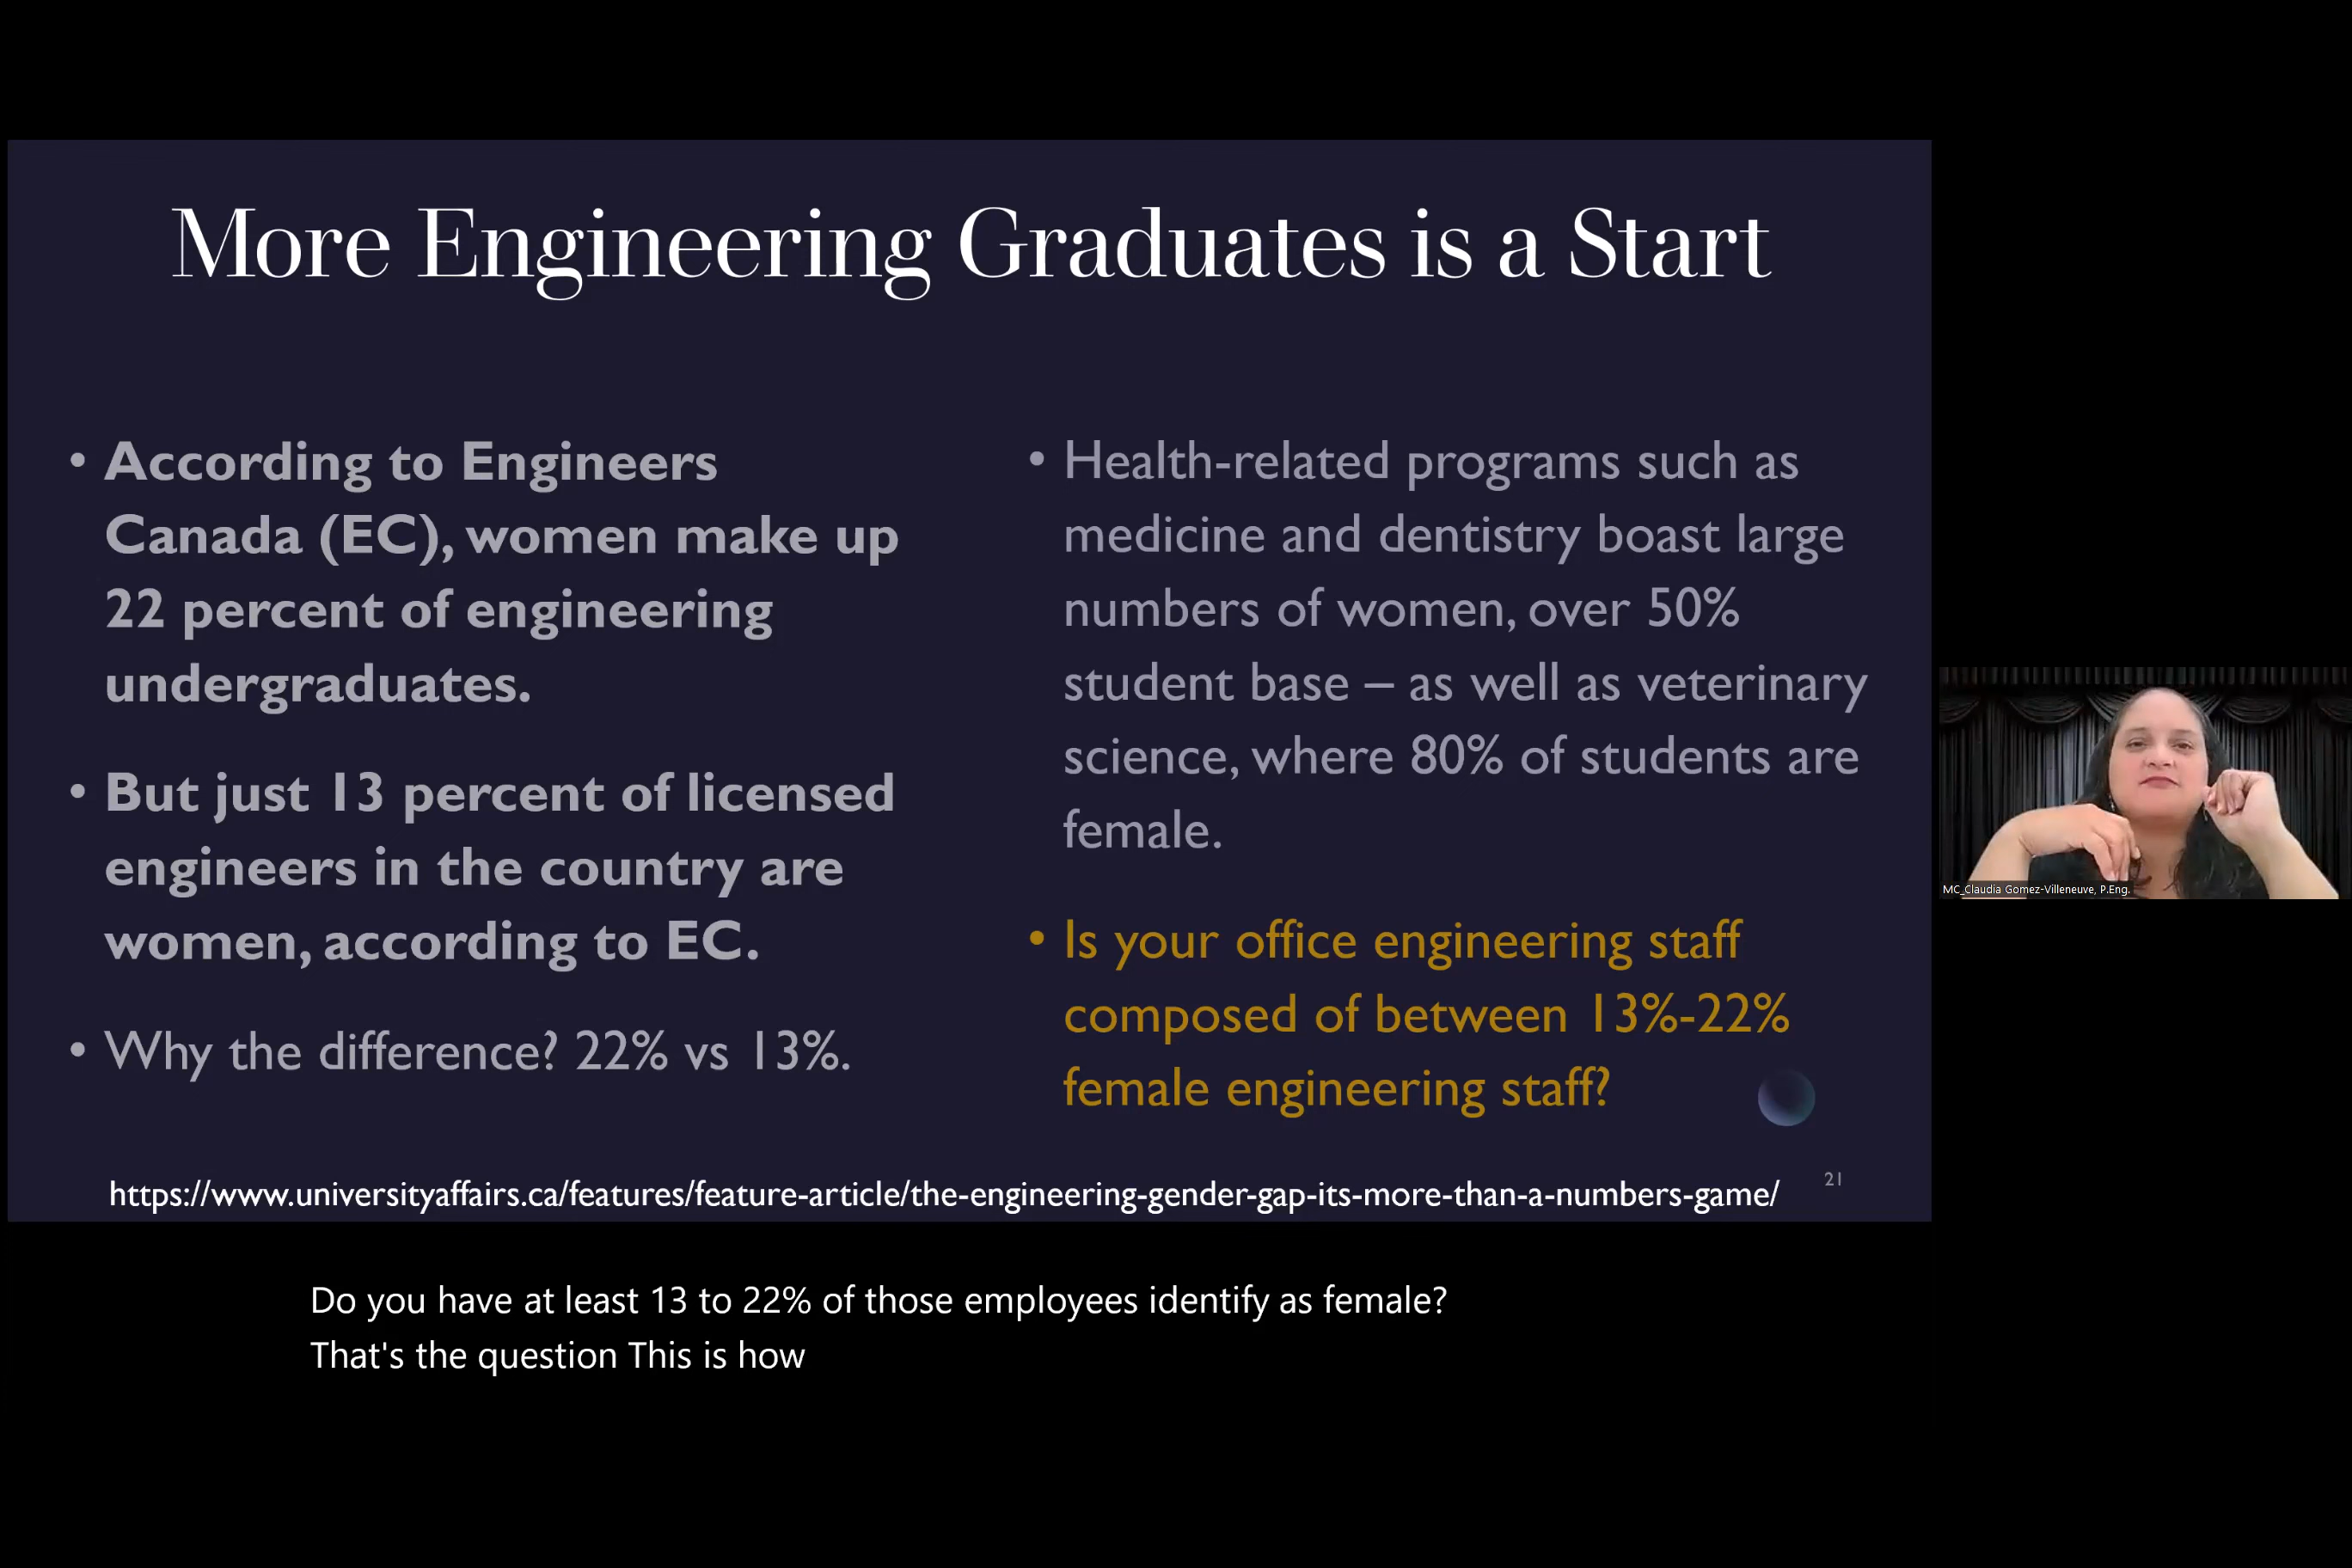 More Engineering Graduates is a Start
• According to Engineers
Canada (EC), women make up
22 percent of engineering
undergraduates.
• But just 13 percent of licensed
engineers in the country are
women, according to EC.
• Why the difference? 22% vs 13%.
• Health-related programs such as
medicine and dentistry boast large
numbers of women, over 50%
student base – as well as veterinary
science, where 80% of students are
female.
• Is your office engineering staff
composed of between 13%-22%
female engineering staff?
https://www.universityaffairs.ca/features/feature-article/the-engineering-gender-gap-its-more-than-a-numbers-game/
21
MC_Claudia Gomez-Villeneuve, P.Eng.
Do you have at least 13 to 22% of those employees identify as female?
That's the question This is how